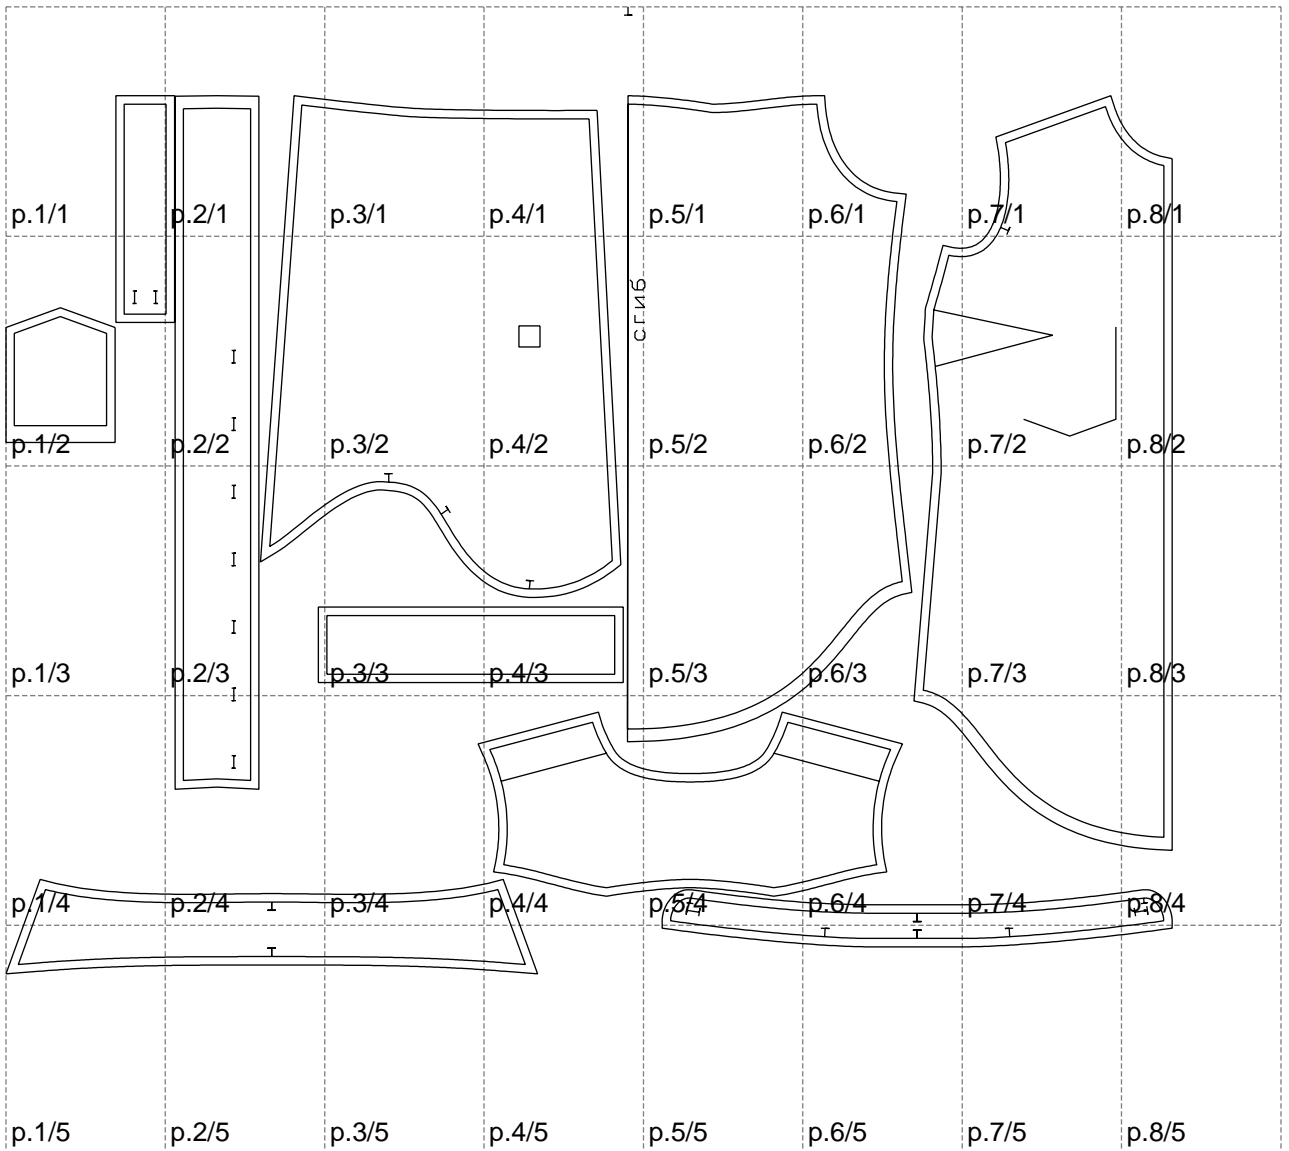 p.1/1 p.2/1 p.3/1 p.4/1 p.5/1 p.6/1 p.7/1 p.8/1
сгиб
p.1/2 p.2/2 p.3/2 p.4/2 p.5/2 p.6/2 p.7/2 p.8/2
p.1/3 p.2/3 p.3/3 p.4/3 p.5/3 p.6/3 p.7/3 p.8/3
p.1/4 p.2/4 p.3/4 p.4/4 p.5/4 p.6/4 p.7/4 p.8/4
p.1/5 p.2/5 p.3/5 p.4/5 p.5/5 p.6/5 p.7/5 p.8/5